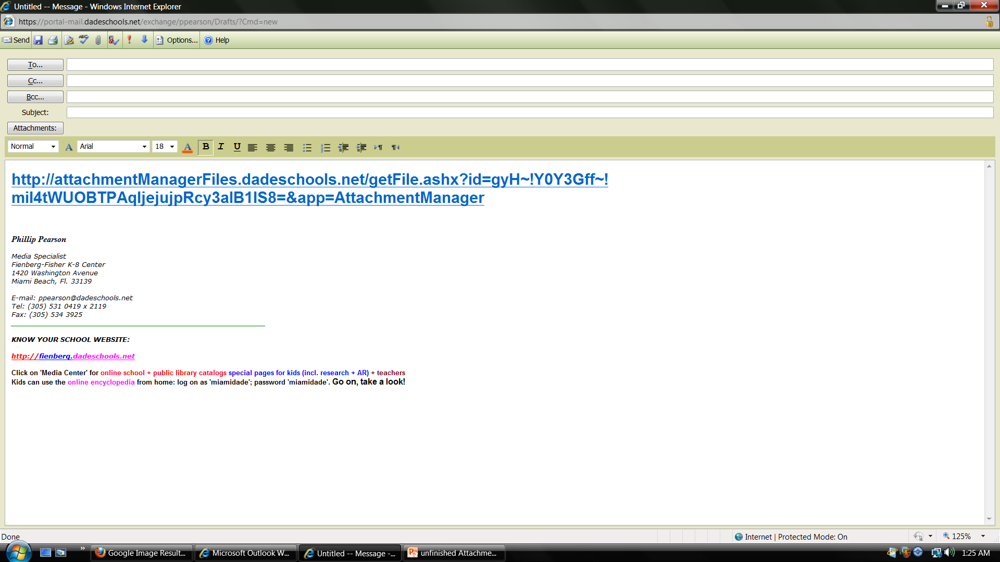 Untitled -- Message - Windows Internet Explorer
https://portal-mail.dadeschools.net/exchange/ppearson/Drafts/?Cmd=new
Send ABC Options... Help
To...
Cc...
Bcc...
Subject:
Attachments:
Normal A Arial 18 A B I U
http://attachmentManagerFiles.dadeschools.net/getFile.ashx?id=gyH~!Y0Y3Gff~!
mil4tWUOBTPAqIjejujpRcy3alB1IS8=&app=AttachmentManager
Phillip Pearson
Media Specialist
Fienberg-Fisher K-8 Center
1420 Washington Avenue
Miami Beach, Fl. 33139
E-mail: ppearson@dadeschools.net
Tel: (305) 531 0419 x 2119
Fax: (305) 534 3925
KNOW YOUR SCHOOL WEBSITE:
http://fienberg.dadeschools.net
Click on 'Media Center' for online school + public library catalogs special pages for kids (incl. research + AR) + teachers
Kids can use the online encyclopedia from home: log on as 'miamidade'; password 'miamidade'. Go on, take a look!
Done
Internet | Protected Mode: On
125%
Google Image Result... Microsoft Outlook W... Untitled -- Message -... unfinished Attachme... 1:25 AM